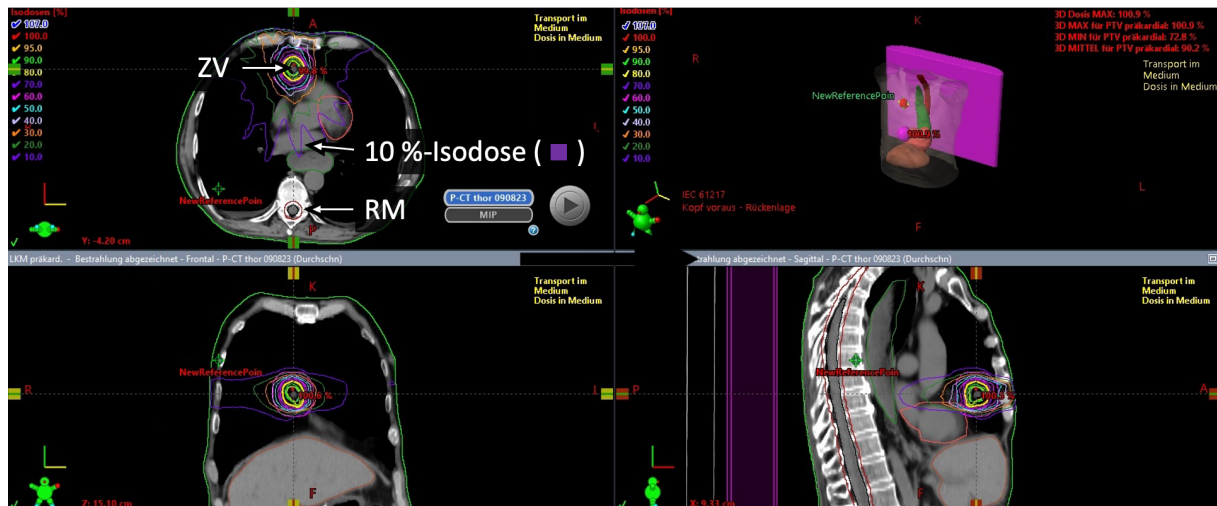 Isodosen [%]
107.0
100.0
95.0
90.0
80.0
70.0
60.0
50.0
40.0
30.0
20.0
10.0
A
Transport im
Medium
Dosis in Medium
ZV
10 %-Isodose ( )
RM
NewReferencePoin
P-CT thor 090823
MIP
?
P
Y: -4.20 cm
Isodosen [%]
107.0
100.0
95.0
90.0
80.0
70.0
60.0
50.0
40.0
30.0
20.0
10.0
K
R
L
F
3D Dosis MAX: 100.9 %
3D MAX für PTV präkardial: 100.9 %
3D MIN für PTV präkardial: 72.8 %
3D MITTEL für PTV präkardial: 90.2 %
Transport im
Medium
Dosis in Medium
NewReferencePoin
IEC 61217
Kopf voraus - Rückenlage
LKM präkard. - Bestrahlung abgezeichnet - Frontal - P-CT thor 090823 (Durchschn)
K
Transport im
Medium
Dosis in Medium
NewReferencePoin
R
L
F
Z: 15.10 cm
trahlung abgezeichnet - Sagittal - P-CT thor 090823 (Durchschn)
K
Transport im
Medium
Dosis in Medium
NewReferencePoin
P
A
F
X: 9.33 cm